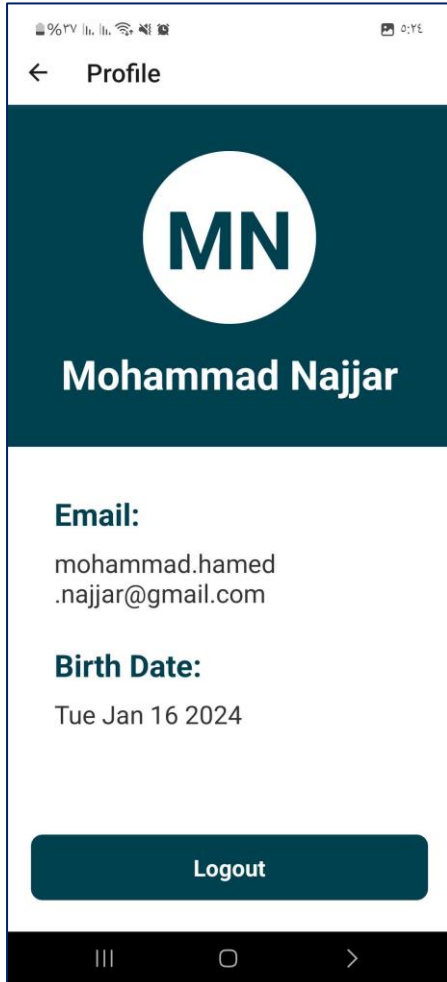 %٢٧ ٥:٢٤
Profile
MN
Mohammad Najjar
Email:
mohammad.hamed
.najjar@gmail.com
Birth Date:
Tue Jan 16 2024
Logout